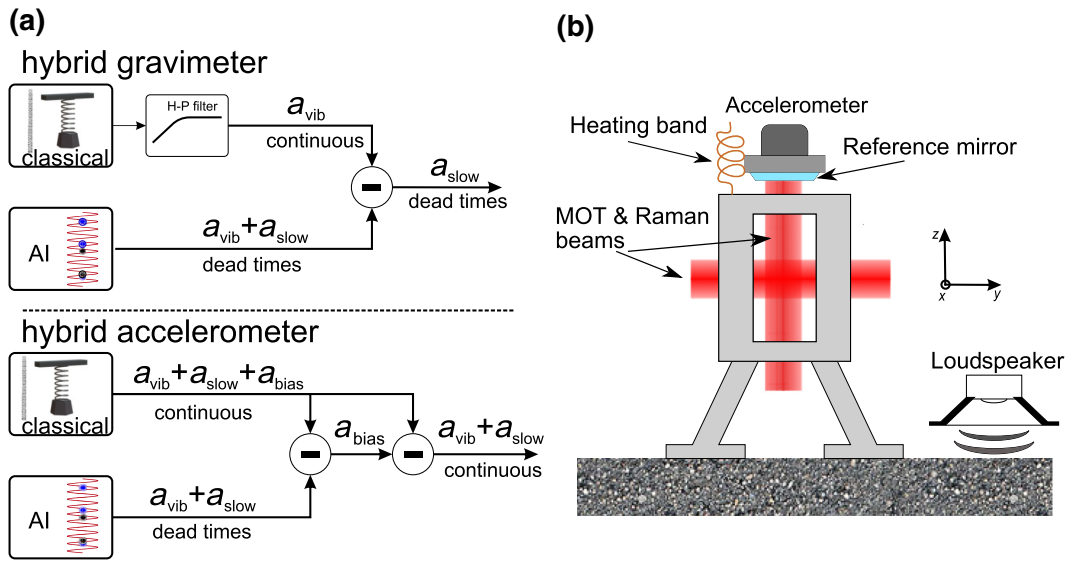 (a)
hybrid gravimeter
classical
H-P filter
a_vib
continuous
a_slow
dead times
AI
a_vib+a_slow
dead times
hybrid accelerometer
classical
a_vib+a_slow+a_bias
continuous
a_bias
a_vib+a_slow
continuous
AI
a_vib+a_slow
dead times
(b)
Accelerometer
Heating band
Reference mirror
MOT & Raman
beams
z
x
y
Loudspeaker